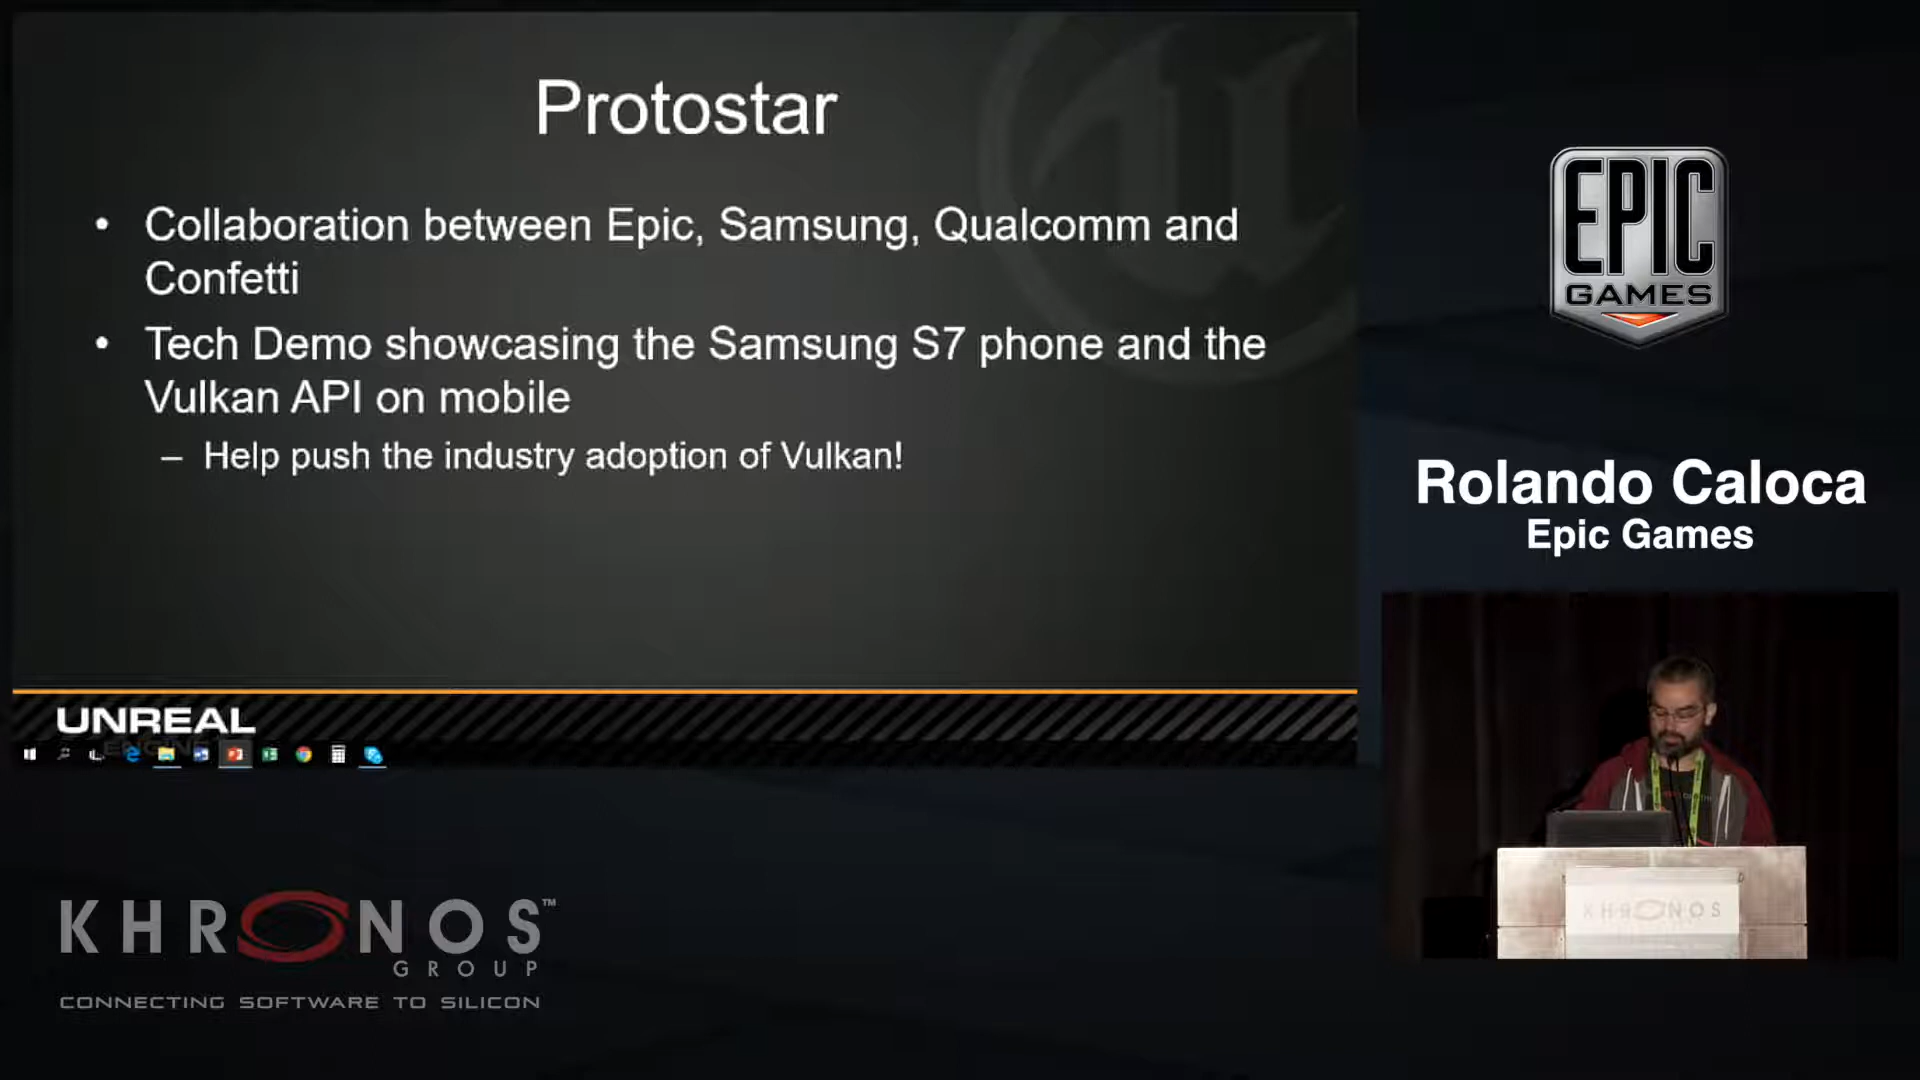 Protostar
• Collaboration between Epic, Samsung, Qualcomm and
Confetti
• Tech Demo showcasing the Samsung S7 phone and the
Vulkan API on mobile
– Help push the industry adoption of Vulkan!
UNREAL
ENGINE
EPIC
GAMES
Rolando Caloca
Epic Games
KHRONOS
KHRONOS™
GROUP
CONNECTING SOFTWARE TO SILICON